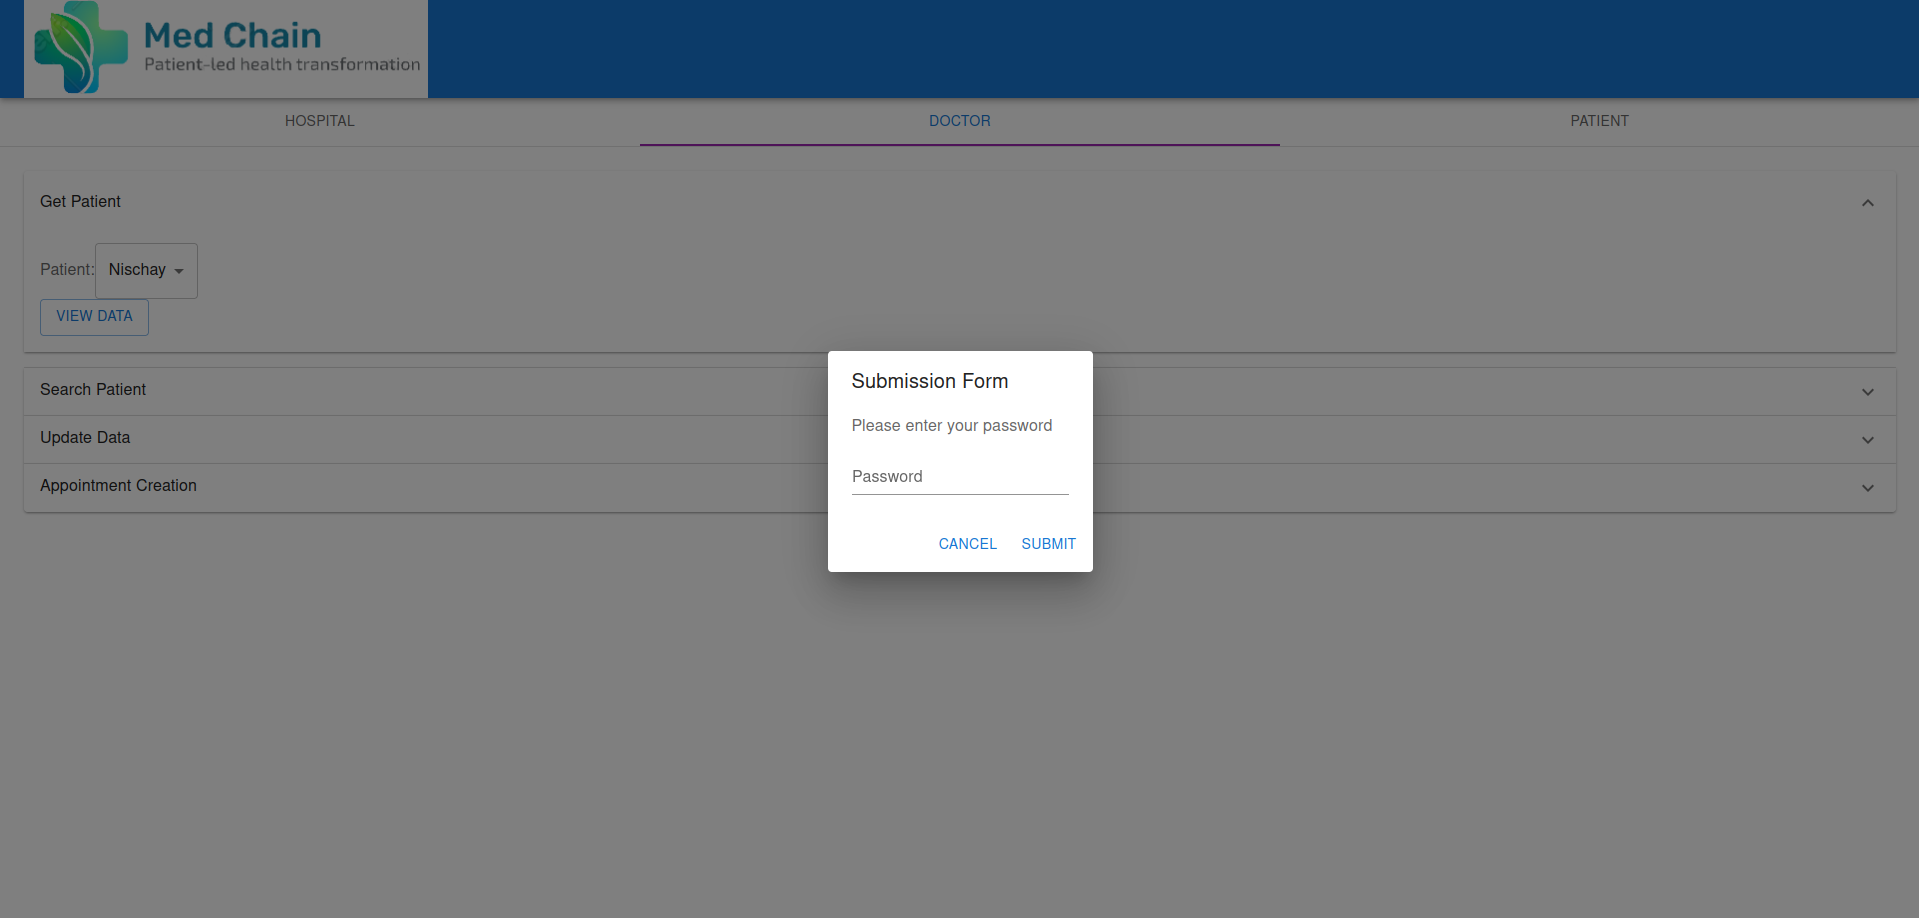 Med Chain
Patient-led health transformation
HOSPITAL
DOCTOR
PATIENT
Get Patient
Patient:
Nischay
VIEW DATA
Search Patient
Update Data
Appointment Creation
Submission Form
Please enter your password
Password
CANCEL
SUBMIT